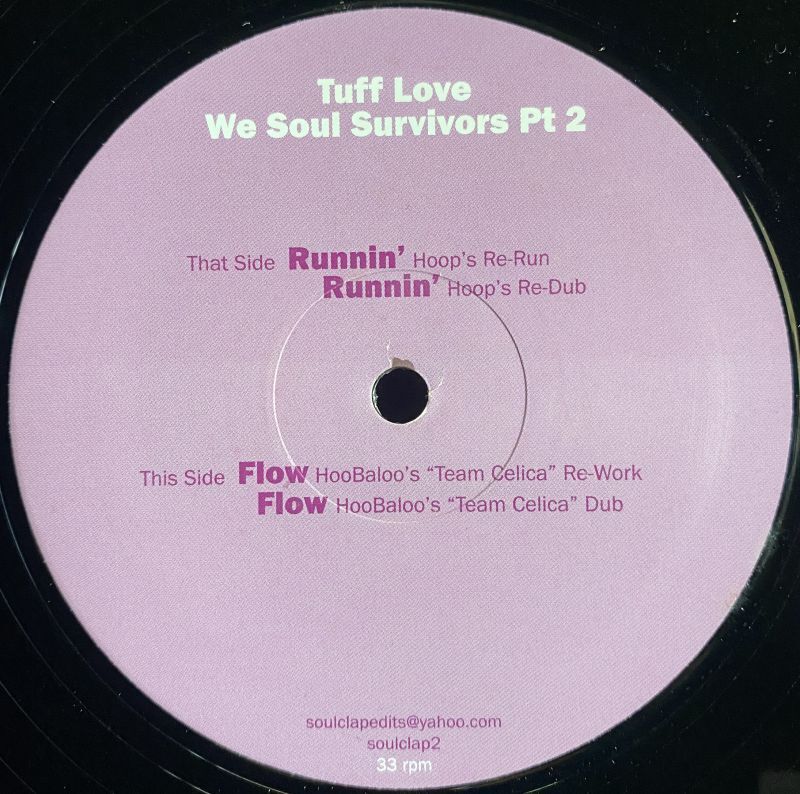 Tuff Love
We Soul Survivors Pt 2
That Side Runnin' Hoop's Re-Run
Runnin' Hoop's Re-Dub
This Side Flow HooBaloo's “Team Celica” Re-Work
Flow HooBaloo's “Team Celica” Dub
soulclapedits@yahoo.com
soulclap2
33 rpm